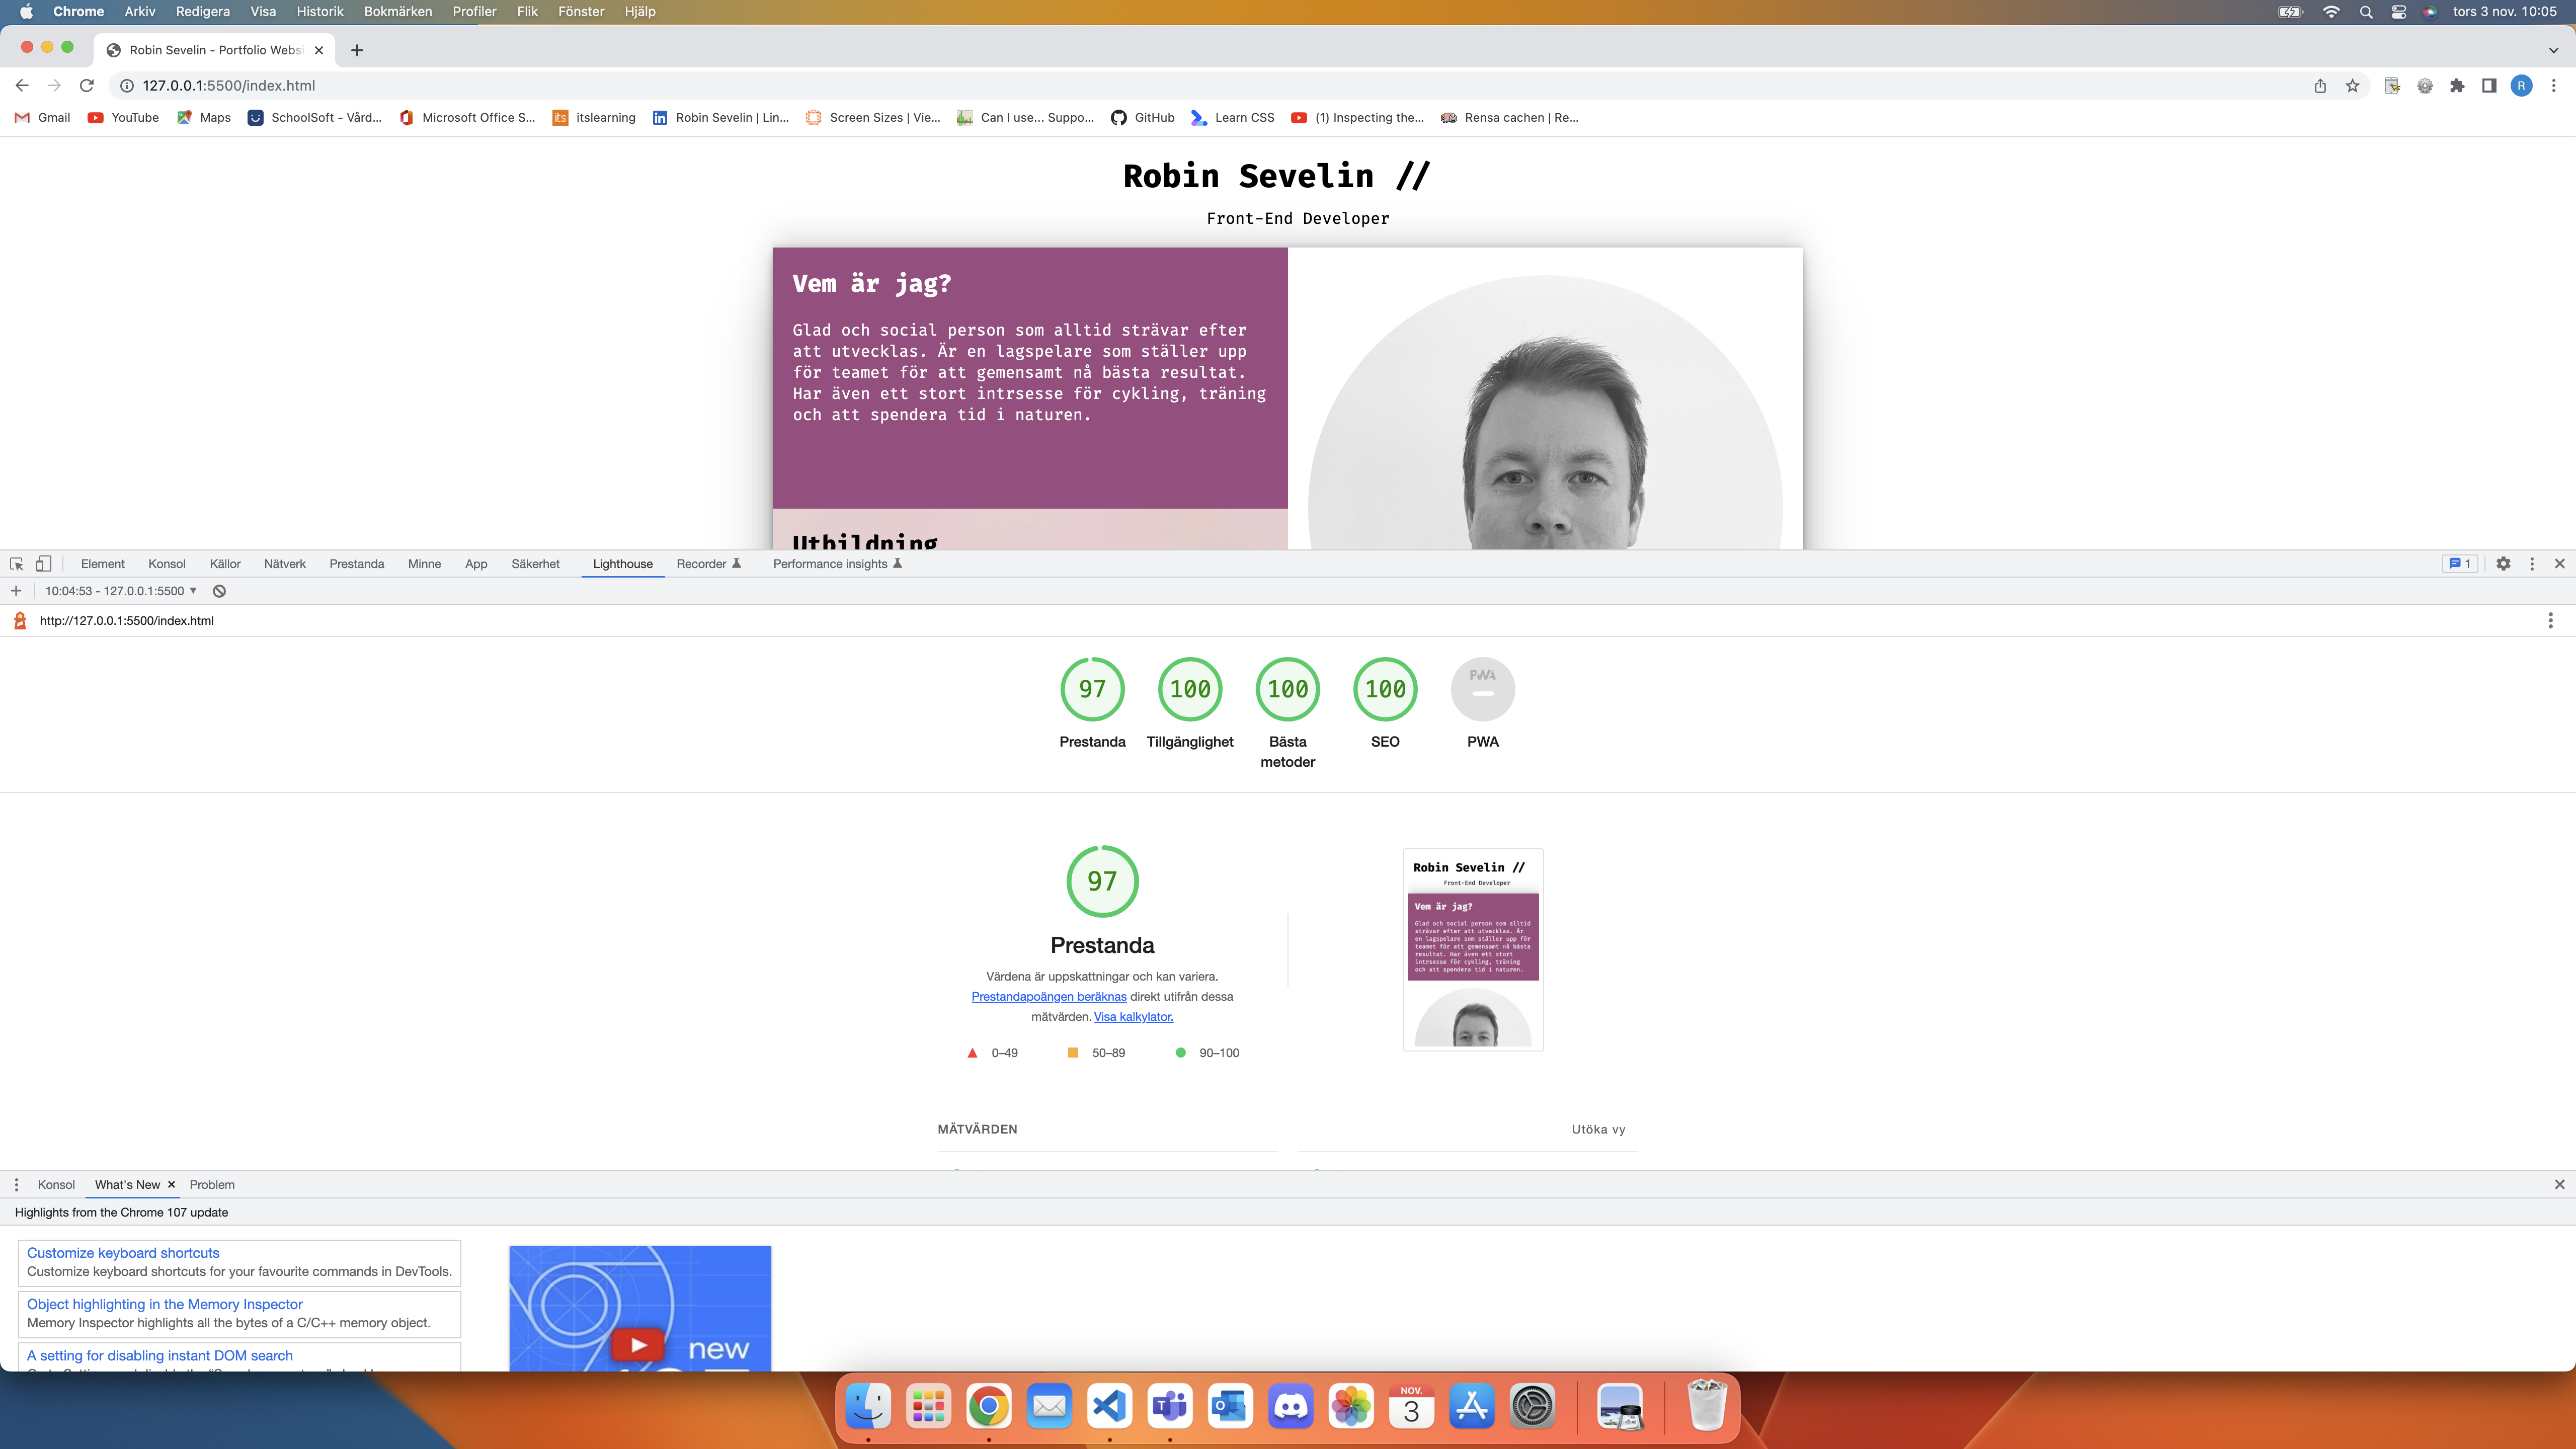 Chrome Arkiv Redigera Visa Historik Bokmärken Profiler Flik Fönster Hjälp tors 3 nov. 10:05
Robin Sevelin - Portfolio Websi
127.0.0.1:5500/index.html
R
Gmail YouTube Maps SchoolSoft - Vård... Microsoft Office S... its itslearning in Robin Sevelin | Lin... Screen Sizes | Vie... Can I use... Suppo... GitHub Learn CSS (1) Inspecting the... Rensa cachen | Re...
Robin Sevelin //
Front-End Developer
Vem är jag?
Glad och social person som alltid strävar efter
att utvecklas. Är en lagspelare som ställer upp
för teamet för att gemensamt nå bästa resultat.
Har även ett stort intrsesse för cykling, träning
och att spendera tid i naturen.
Utbildning
Element Konsol Källor Nätverk Prestanda Minne App Säkerhet Lighthouse Recorder Performance insights 1
10:04:53 - 127.0.0.1:5500
http://127.0.0.1:5500/index.html
97 100 100 100 PWA
Prestanda Tillgänglighet Bästa metoder SEO PWA
97
Prestanda
Värdena är uppskattningar och kan variera.
Prestandapoängen beräknas direkt utifrån dessa
mätvärden. Visa kalkylator.
0–49 50–89 90–100
Robin Sevelin //
Front-End Developer
Vem är jag?
Glad och social person som alltid
strävar efter att utvecklas. Är
en lagspelare som ställer upp för
teamet för att gemensamt nå bästa
resultat. Har även ett stort
intrsesse för cykling, träning
och att spendera tid i naturen.
MÄTVÄRDEN Utöka vy
Konsol What's New Problem
Highlights from the Chrome 107 update
Customize keyboard shortcuts
Customize keyboard shortcuts for your favourite commands in DevTools.
Object highlighting in the Memory Inspector
Memory Inspector highlights all the bytes of a C/C++ memory object.
A setting for disabling instant DOM search
new
NOV.
3